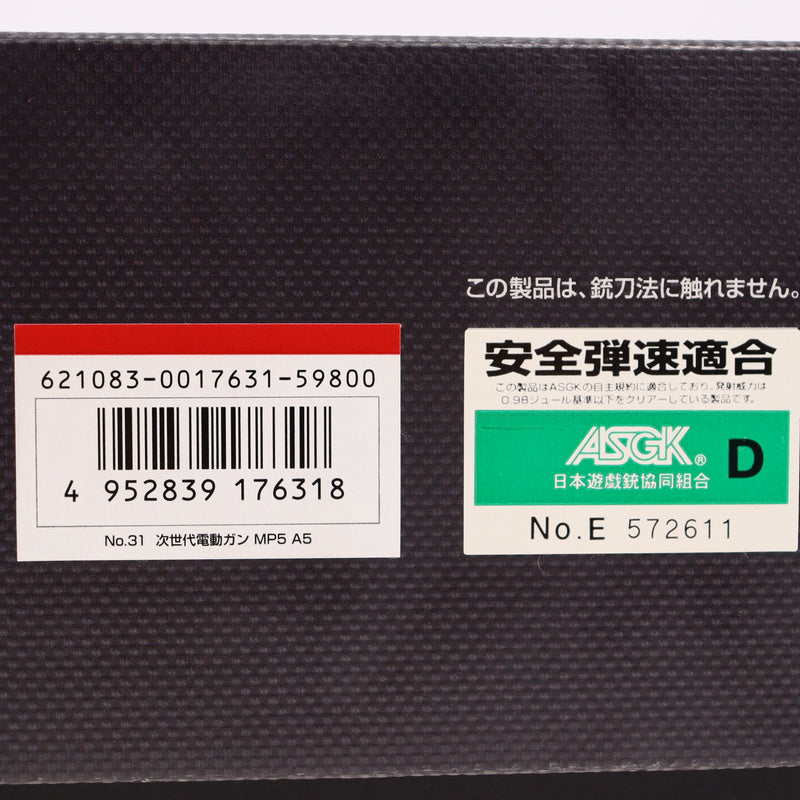 この製品は、銃刀法に触れません。
621083-0017631-59800
4 952839 176318
No.31 次世代電動ガン MP5 A5
安全弾速適合
この製品はASGKの自主規約に適合しており、発射威力は
0.98ジュール基準以下をクリアーしている製品です。
ASGK® D
日本遊戯銃協同組合
No.E 572611